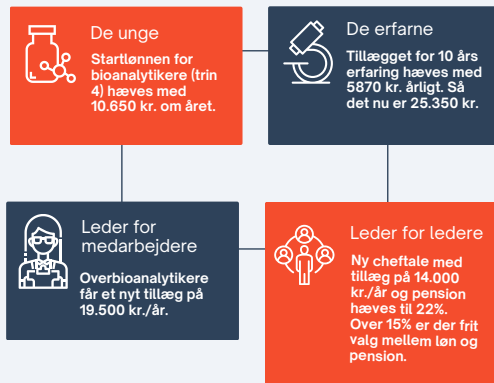 De unge
Startlønnen for
bioanalytikere (trin
4) hæves med
10.650 kr. om året.
De erfarne
Tillægget for 10 års
erfaring hæves med
5870 kr. årligt. Så
det nu er 25.350 kr.
Leder for
medarbejdere
Overbioanalytikere
får et nyt tillæg på
19.500 kr./år.
Leder for ledere
Ny cheftale med
tillæg på 14.000
kr./år og pension
hæves til 22%.
Over 15% er der frit
valg mellem løn og
pension.